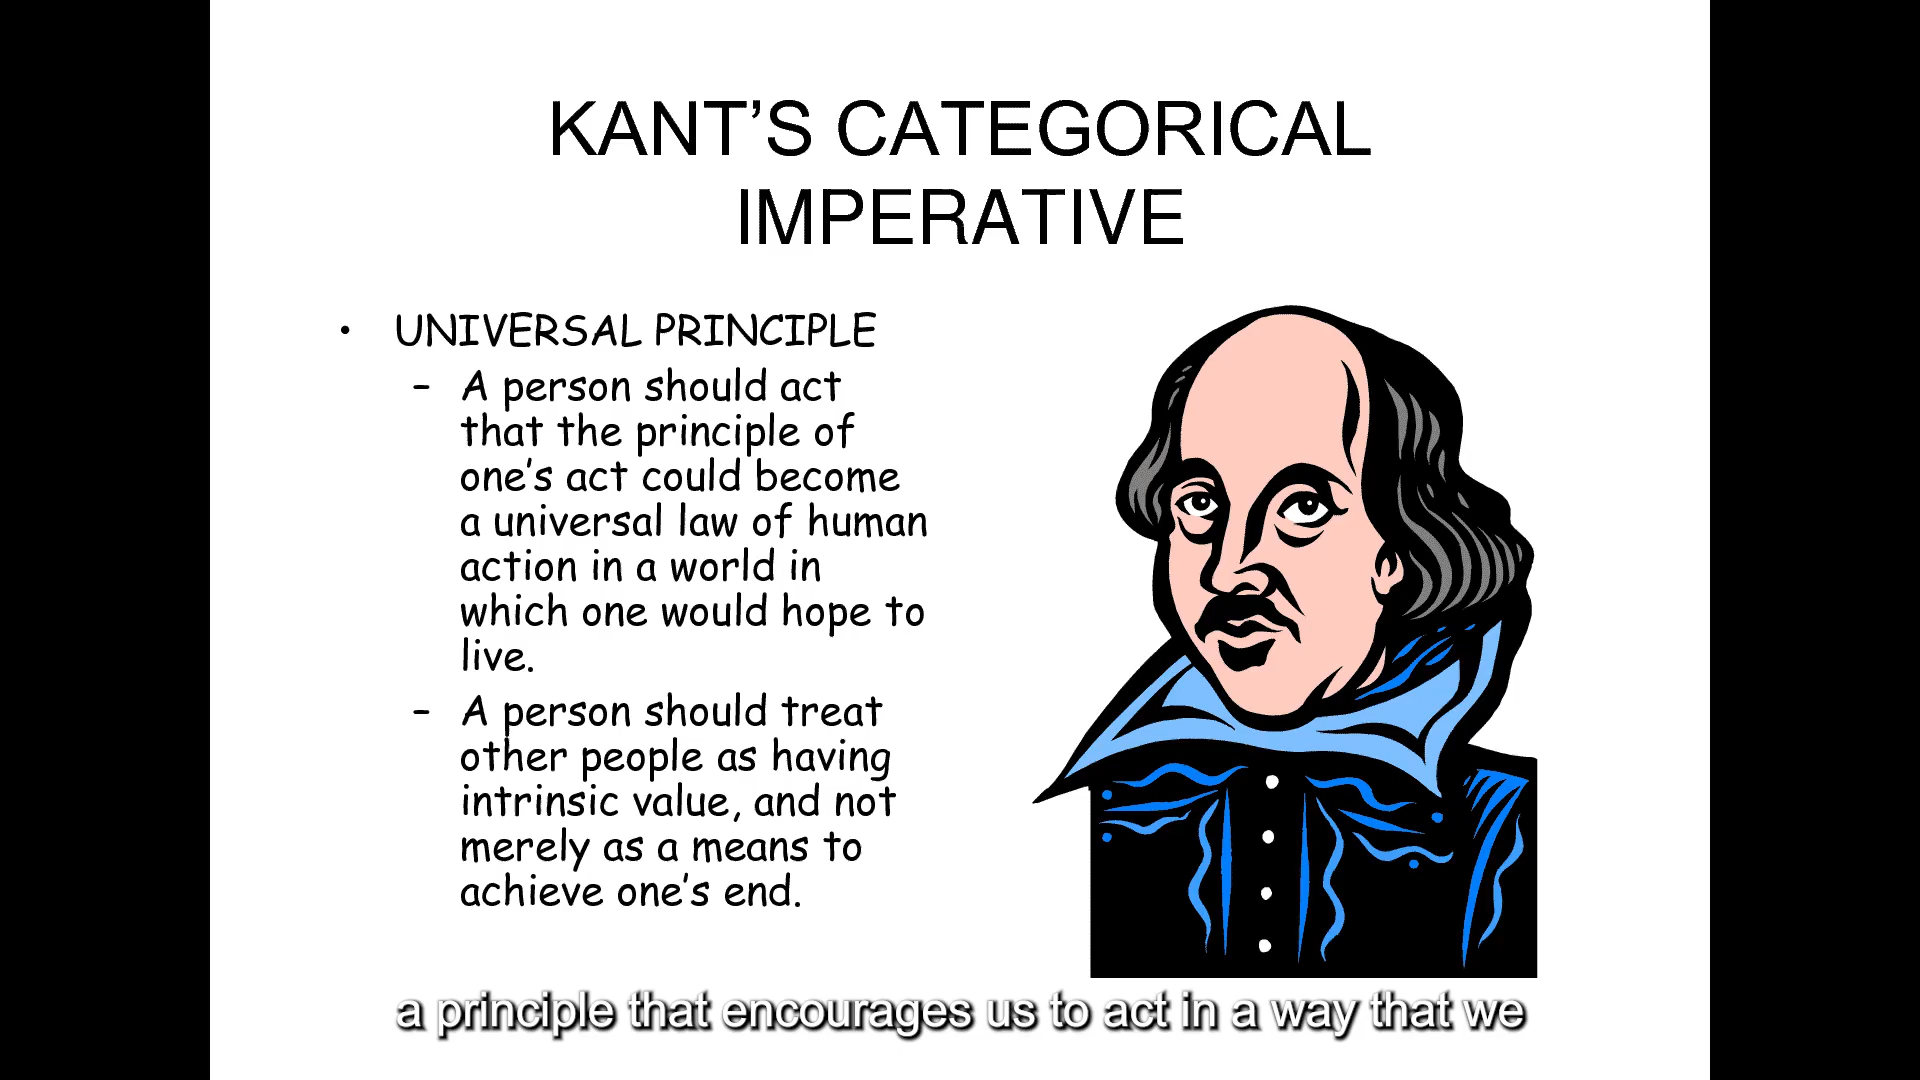 KANT’S CATEGORICAL
IMPERATIVE
• UNIVERSAL PRINCIPLE
– A person should act
that the principle of
one’s act could become
a universal law of human
action in a world in
which one would hope to
live.
– A person should treat
other people as having
intrinsic value, and not
merely as a means to
achieve one’s end.
a principle that encourages us to act in a way that we